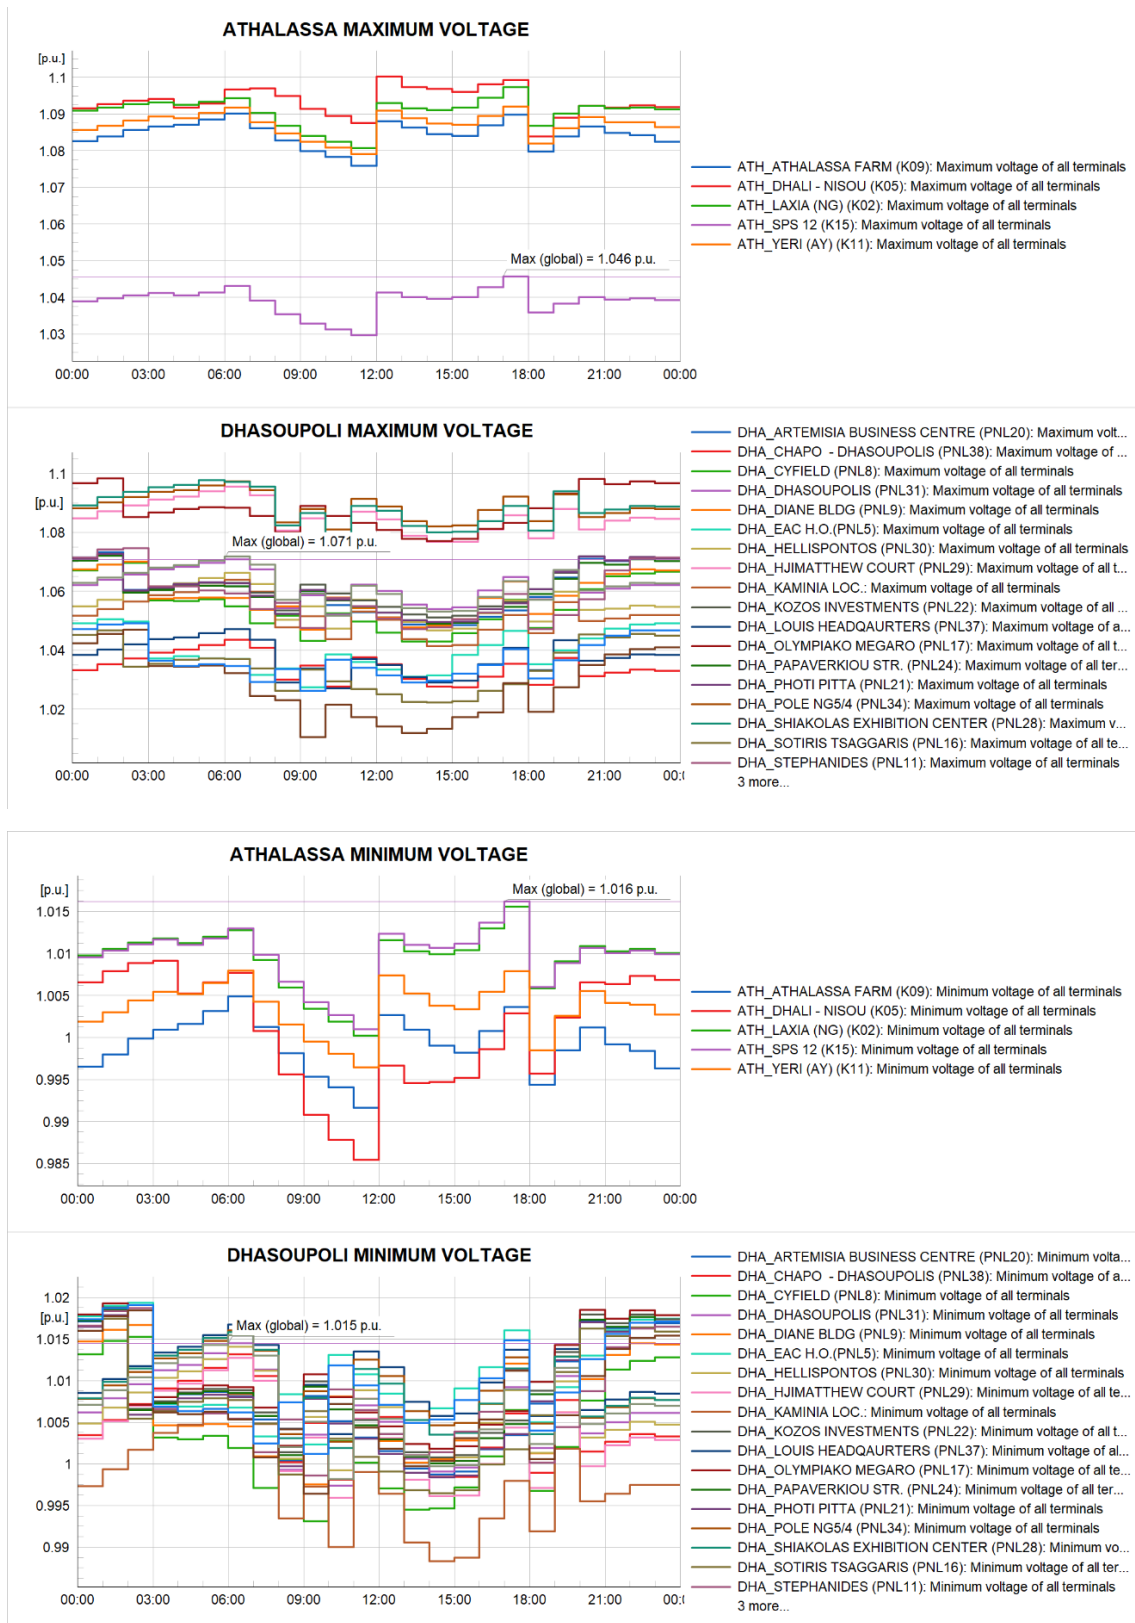 ATHALASSA MAXIMUM VOLTAGE
[p.u.]
1.1
1.09
1.08
1.07
1.06
1.05
1.04
1.03
Max (global) = 1.046 p.u.
00:00 03:00 06:00 09:00 12:00 15:00 18:00 21:00 00:00
ATH_ATHALASSA FARM (K09): Maximum voltage of all terminals
ATH_DHALI - NISOU (K05): Maximum voltage of all terminals
ATH_LAXIA (NG) (K02): Maximum voltage of all terminals
ATH_SPS 12 (K15): Maximum voltage of all terminals
ATH_YERI (AY) (K11): Maximum voltage of all terminals
DHASOUPOLI MAXIMUM VOLTAGE
1.1
[p.u.]
1.08
1.06
1.04
1.02
Max (global) = 1.071 p.u.
00:00 03:00 06:00 09:00 12:00 15:00 18:00 21:00 00:(
DHA_ARTEMISIA BUSINESS CENTRE (PNL20): Maximum volt...
DHA_CHAPO - DHASOUPOLIS (PNL38): Maximum voltage of ...
DHA_CYFIELD (PNL8): Maximum voltage of all terminals
DHA_DHASOUPOLIS (PNL31): Maximum voltage of all terminals
DHA_DIANE BLDG (PNL9): Maximum voltage of all terminals
DHA_EAC H.O.(PNL5): Maximum voltage of all terminals
DHA_HELLISPONTOS (PNL30): Maximum voltage of all terminals
DHA_HJIMATTHEW COURT (PNL29): Maximum voltage of all t...
DHA_KAMINIA LOC.: Maximum voltage of all terminals
DHA_KOZOS INVESTMENTS (PNL22): Maximum voltage of all ...
DHA_LOUIS HEADQAURTERS (PNL37): Maximum voltage of a...
DHA_OLYMPIAKO MEGARO (PNL17): Maximum voltage of all t...
DHA_PAPAVERKIOU STR. (PNL24): Maximum voltage of all ter...
DHA_PHOTI PITTA (PNL21): Maximum voltage of all terminals
DHA_POLE NG5/4 (PNL34): Maximum voltage of all terminals
DHA_SHIAKOLAS EXHIBITION CENTER (PNL28): Maximum v...
DHA_SOTIRIS TSAGGARIS (PNL16): Maximum voltage of all te...
DHA_STEPHANIDES (PNL11): Maximum voltage of all terminals
3 more...
ATHALASSA MINIMUM VOLTAGE
[p.u.]
1.015
1.01
1.005
1
0.995
0.99
0.985
Max (global) = 1.016 p.u.
00:00 03:00 06:00 09:00 12:00 15:00 18:00 21:00 00:00
ATH_ATHALASSA FARM (K09): Minimum voltage of all terminals
ATH_DHALI - NISOU (K05): Minimum voltage of all terminals
ATH_LAXIA (NG) (K02): Minimum voltage of all terminals
ATH_SPS 12 (K15): Minimum voltage of all terminals
ATH_YERI (AY) (K11): Minimum voltage of all terminals
DHASOUPOLI MINIMUM VOLTAGE
1.02
[p.u.]
1.015
1.01
1.005
1
0.995
0.99
Max (global) = 1.015 p.u.
00:00 03:00 06:00 09:00 12:00 15:00 18:00 21:00 00:00
DHA_ARTEMISIA BUSINESS CENTRE (PNL20): Minimum volta...
DHA_CHAPO - DHASOUPOLIS (PNL38): Minimum voltage of a...
DHA_CYFIELD (PNL8): Minimum voltage of all terminals
DHA_DHASOUPOLIS (PNL31): Minimum voltage of all terminals
DHA_DIANE BLDG (PNL9): Minimum voltage of all terminals
DHA_EAC H.O.(PNL5): Minimum voltage of all terminals
DHA_HELLISPONTOS (PNL30): Minimum voltage of all terminals
DHA_HJIMATTHEW COURT (PNL29): Minimum voltage of all te...
DHA_KAMINIA LOC.: Minimum voltage of all terminals
DHA_KOZOS INVESTMENTS (PNL22): Minimum voltage of all t...
DHA_LOUIS HEADQAURTERS (PNL37): Minimum voltage of al...
DHA_OLYMPIAKO MEGARO (PNL17): Minimum voltage of all te...
DHA_PAPAVERKIOU STR. (PNL24): Minimum voltage of all ter...
DHA_PHOTI PITTA (PNL21): Minimum voltage of all terminals
DHA_POLE NG5/4 (PNL34): Minimum voltage of all terminals
DHA_SHIAKOLAS EXHIBITION CENTER (PNL28): Minimum vo...
DHA_SOTIRIS TSAGGARIS (PNL16): Minimum voltage of all ter...
DHA_STEPHANIDES (PNL11): Minimum voltage of all terminals
3 more...